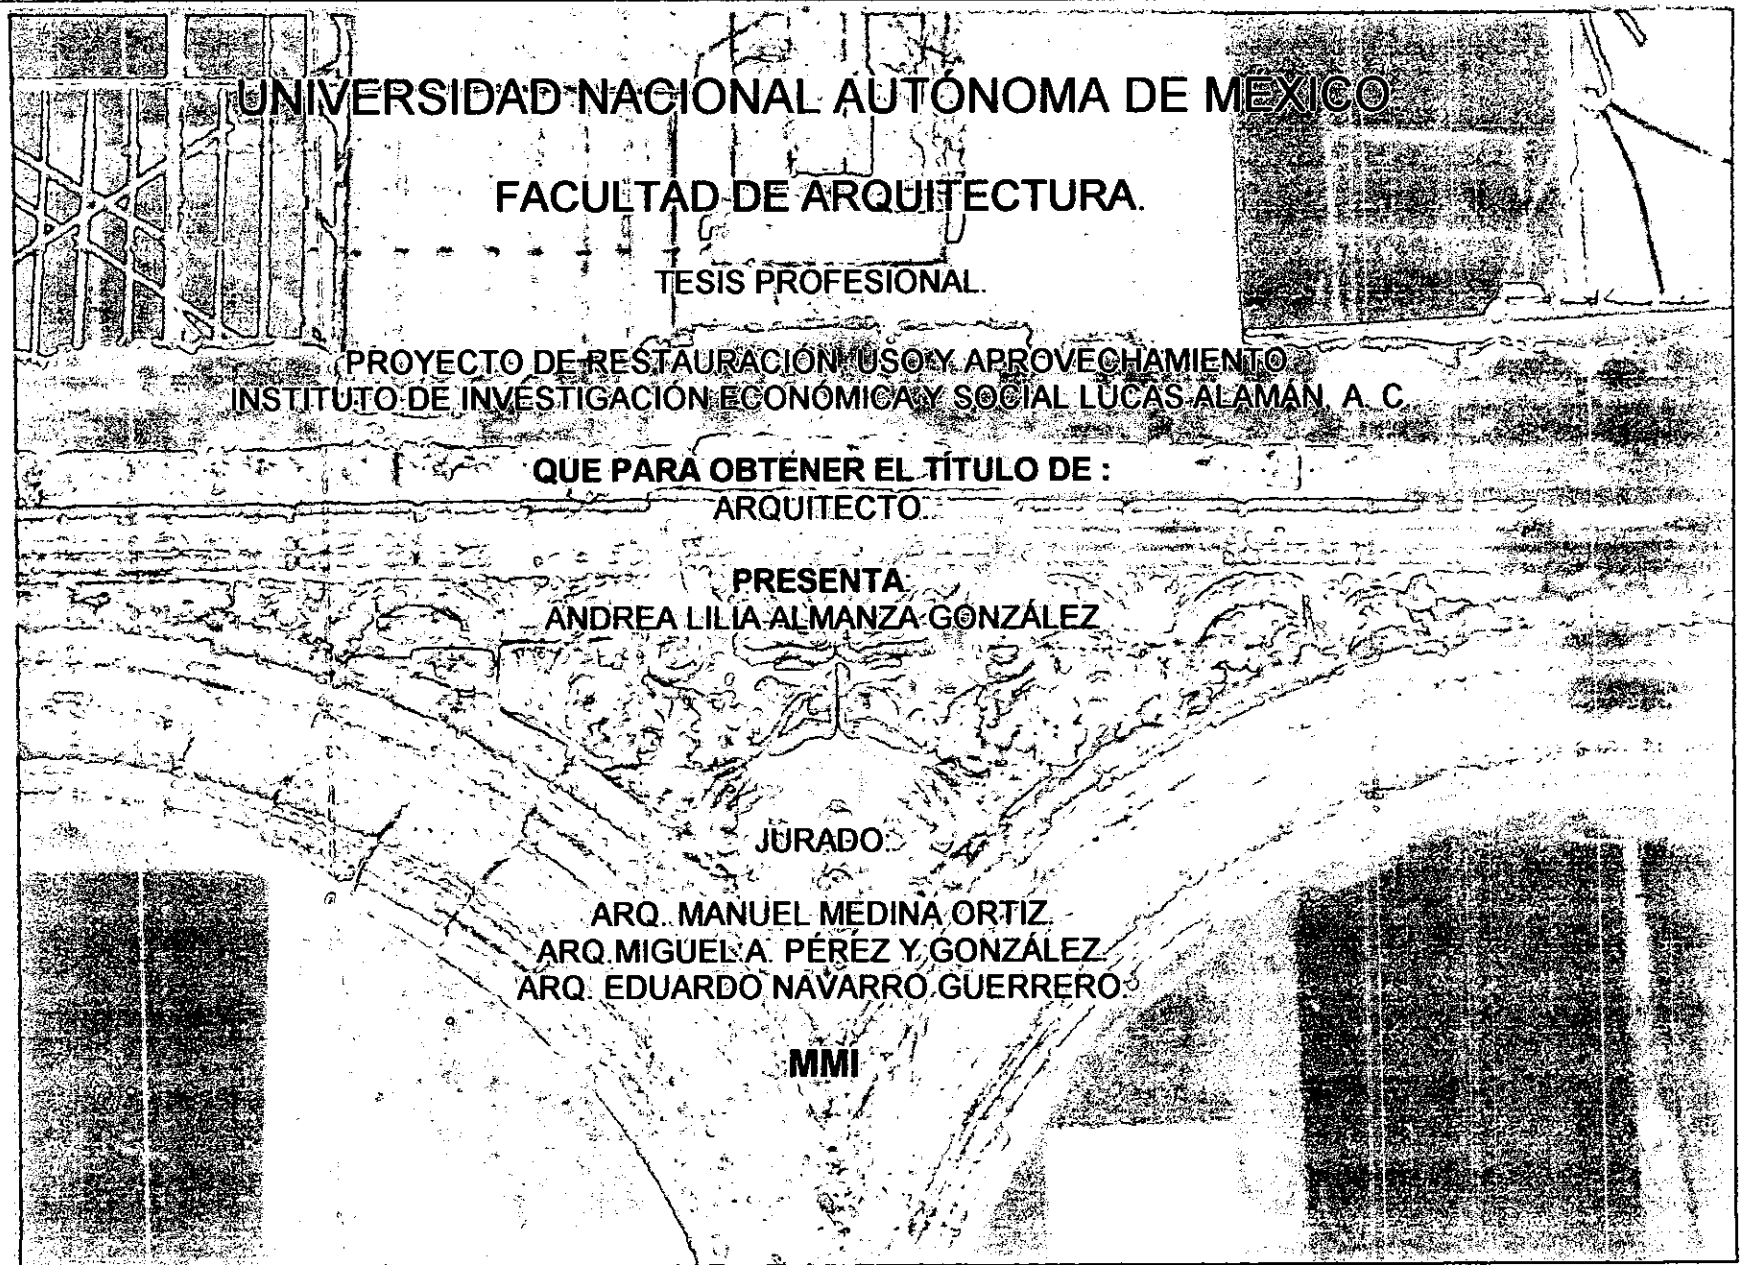 UNIVERSIDAD NACIONAL AUTÓNOMA DE MÉXICO
FACULTAD DE ARQUITECTURA.
TESIS PROFESIONAL.
PROYECTO DE RESTAURACIÓN USO Y APROVECHAMIENTO
INSTITUTO DE INVESTIGACIÓN ECONÓMICA Y SOCIAL LUCAS ALAMÁN, A. C.
QUE PARA OBTENER EL TÍTULO DE :
ARQUITECTO.
PRESENTA:
ANDREA LILIA ALMANZA GONZÁLEZ
JURADO:
ARQ. MANUEL MEDINA ORTIZ.
ARQ.MIGUEL A. PÉREZ Y GONZÁLEZ.
ARQ. EDUARDO NAVARRO GUERRERO.
MMI